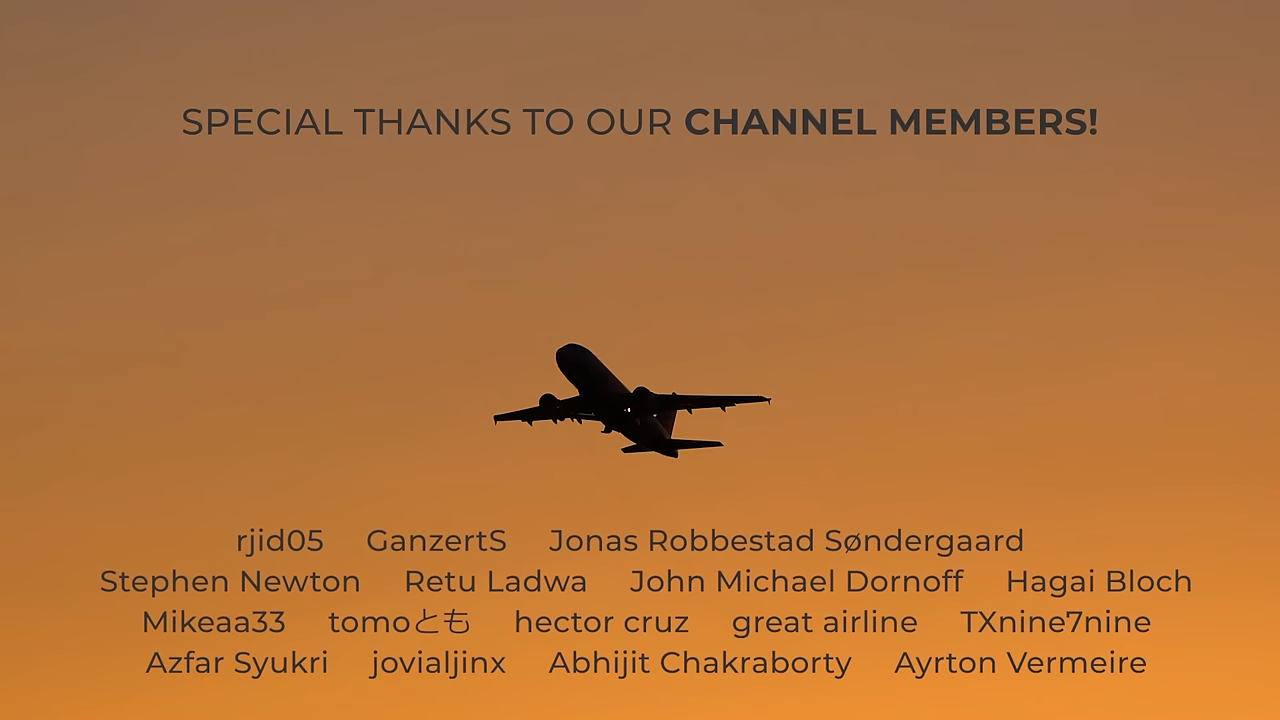 SPECIAL THANKS TO OUR CHANNEL MEMBERS!
rjid05 GanzertS Jonas Robbestad Søndergaard
Stephen Newton Retu Ladwa John Michael Dornoff Hagai Bloch
Mikeaa33 tomoとも hector cruz great airline TXnine7nine
Azfar Syukri jovialjinx Abhijit Chakraborty Ayrton Vermeire